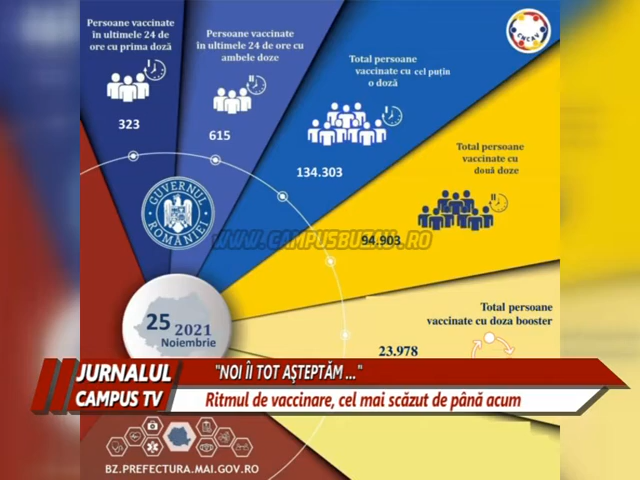 Persoane vaccinate
în ultimele 24 de
ore cu prima doză
323
Persoane vaccinate
în ultimele 24 de ore cu
ambele doze
615
Total persoane
vaccinate cu cel puțin
o doză
134.303
CNCAV
Total persoane
vaccinate cu
două doze
94.903
GUVERNUL
ROMÂNIEI
WWW.CAMPUSBUZAU.RO
25 2021
Noiembrie
Total persoane
vaccinate cu doza booster
23.978
JURNALUL
CAMPUS TV
"NOI ÎI TOT AŞTEPTĂM ..."
Ritmul de vaccinare, cel mai scăzut de până acum
BZ.PREFECTURA.MAI.GOV.RO